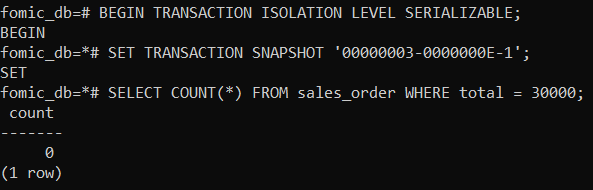 fomic_db=# BEGIN TRANSACTION ISOLATION LEVEL SERIALIZABLE;
BEGIN
fomic_db=*# SET TRANSACTION SNAPSHOT '00000003-0000000E-1';
SET
fomic_db=*# SELECT COUNT(*) FROM sales_order WHERE total = 30000;
 count
-------
     0
(1 row)